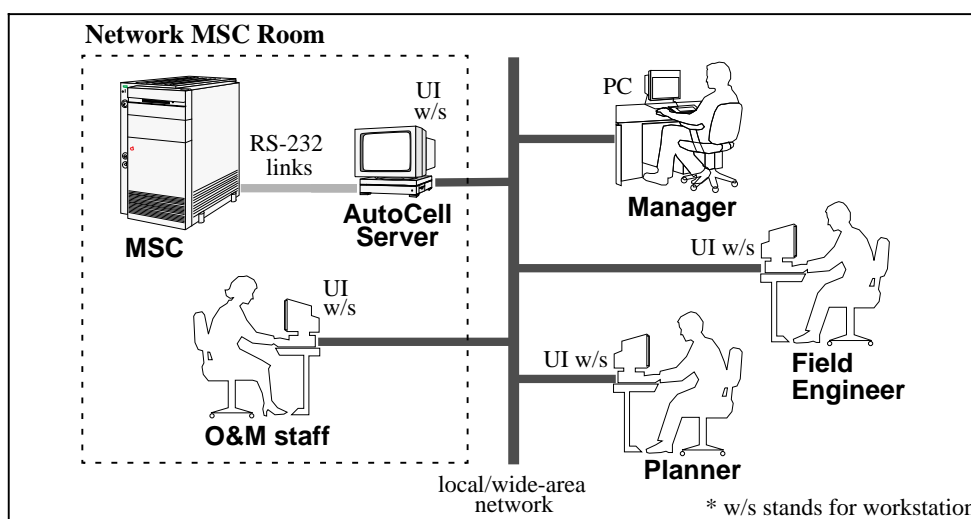 Network MSC Room
UI
w/s
PC
RS-232
links
AutoCell
Server
MSC
Manager
UI w/s
UI
w/s
UI w/s
Field
Engineer
O&M staff
Planner
local/wide-area
network
* w/s stands for workstation